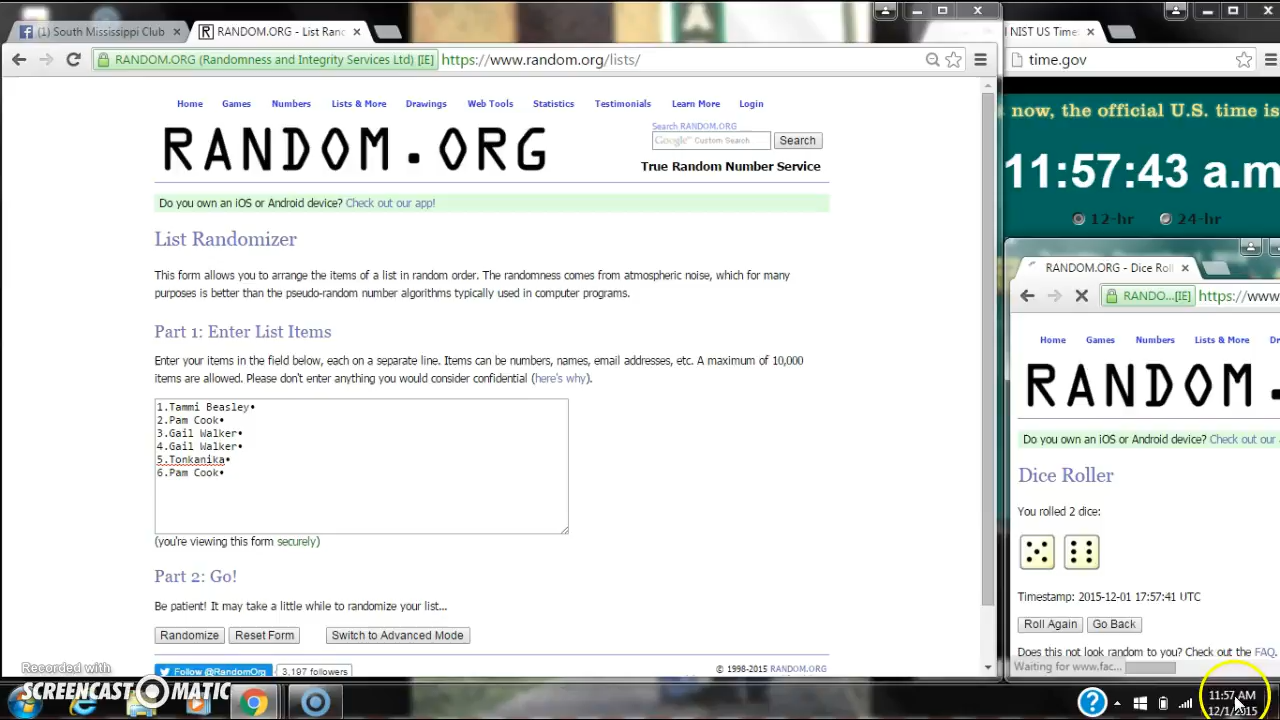 (1) South Mississippi Club
RANDOM.ORG - List Ran
RANDOM.ORG (Randomness and Integrity Services Ltd) [IE]
https://www.random.org/lists/
Home Games Numbers Lists & More Drawings Web Tools Statistics Testimonials Learn More Login
RANDOM.ORG
Search RANDOM.ORG
Google Custom Search
Search
True Random Number Service
Do you own an iOS or Android device? Check out our app!
List Randomizer
This form allows you to arrange the items of a list in random order. The randomness comes from atmospheric noise, which for many
purposes is better than the pseudo-random number algorithms typically used in computer programs.
Part 1: Enter List Items
Enter your items in the field below, each on a separate line. Items can be numbers, names, email addresses, etc. A maximum of 10,000
items are allowed. Please don't enter anything you would consider confidential (here's why).
1.Tammi Beasley•
2.Pam Cook•
3.Gail Walker•
4.Gail Walker•
5.Tonkanika•
6.Pam Cook•
(you're viewing this form securely)
Part 2: Go!
Be patient! It may take a little while to randomize your list...
Randomize Reset Form Switch to Advanced Mode
Follow @RandomOrg 3,197 followers
© 1998-2015 RANDOM.ORG
NIST US Time
time.gov
now, the official U.S. time is
11:57:43 a.m
12-hr 24-hr
RANDOM.ORG - Dice Roll
RANDO...[IE] https://www
Home Games Numbers Lists & More Dr
RANDOM.
Do you own an iOS or Android device? Check out our
Dice Roller
You rolled 2 dice:
Timestamp: 2015-12-01 17:57:41 UTC
Roll Again Go Back
Does this not look random to you? Check out the FAQ.
Waiting for www.fac...
Recorded with
SCREENCAST-O-MATIC
11:57 AM
12/1/2015